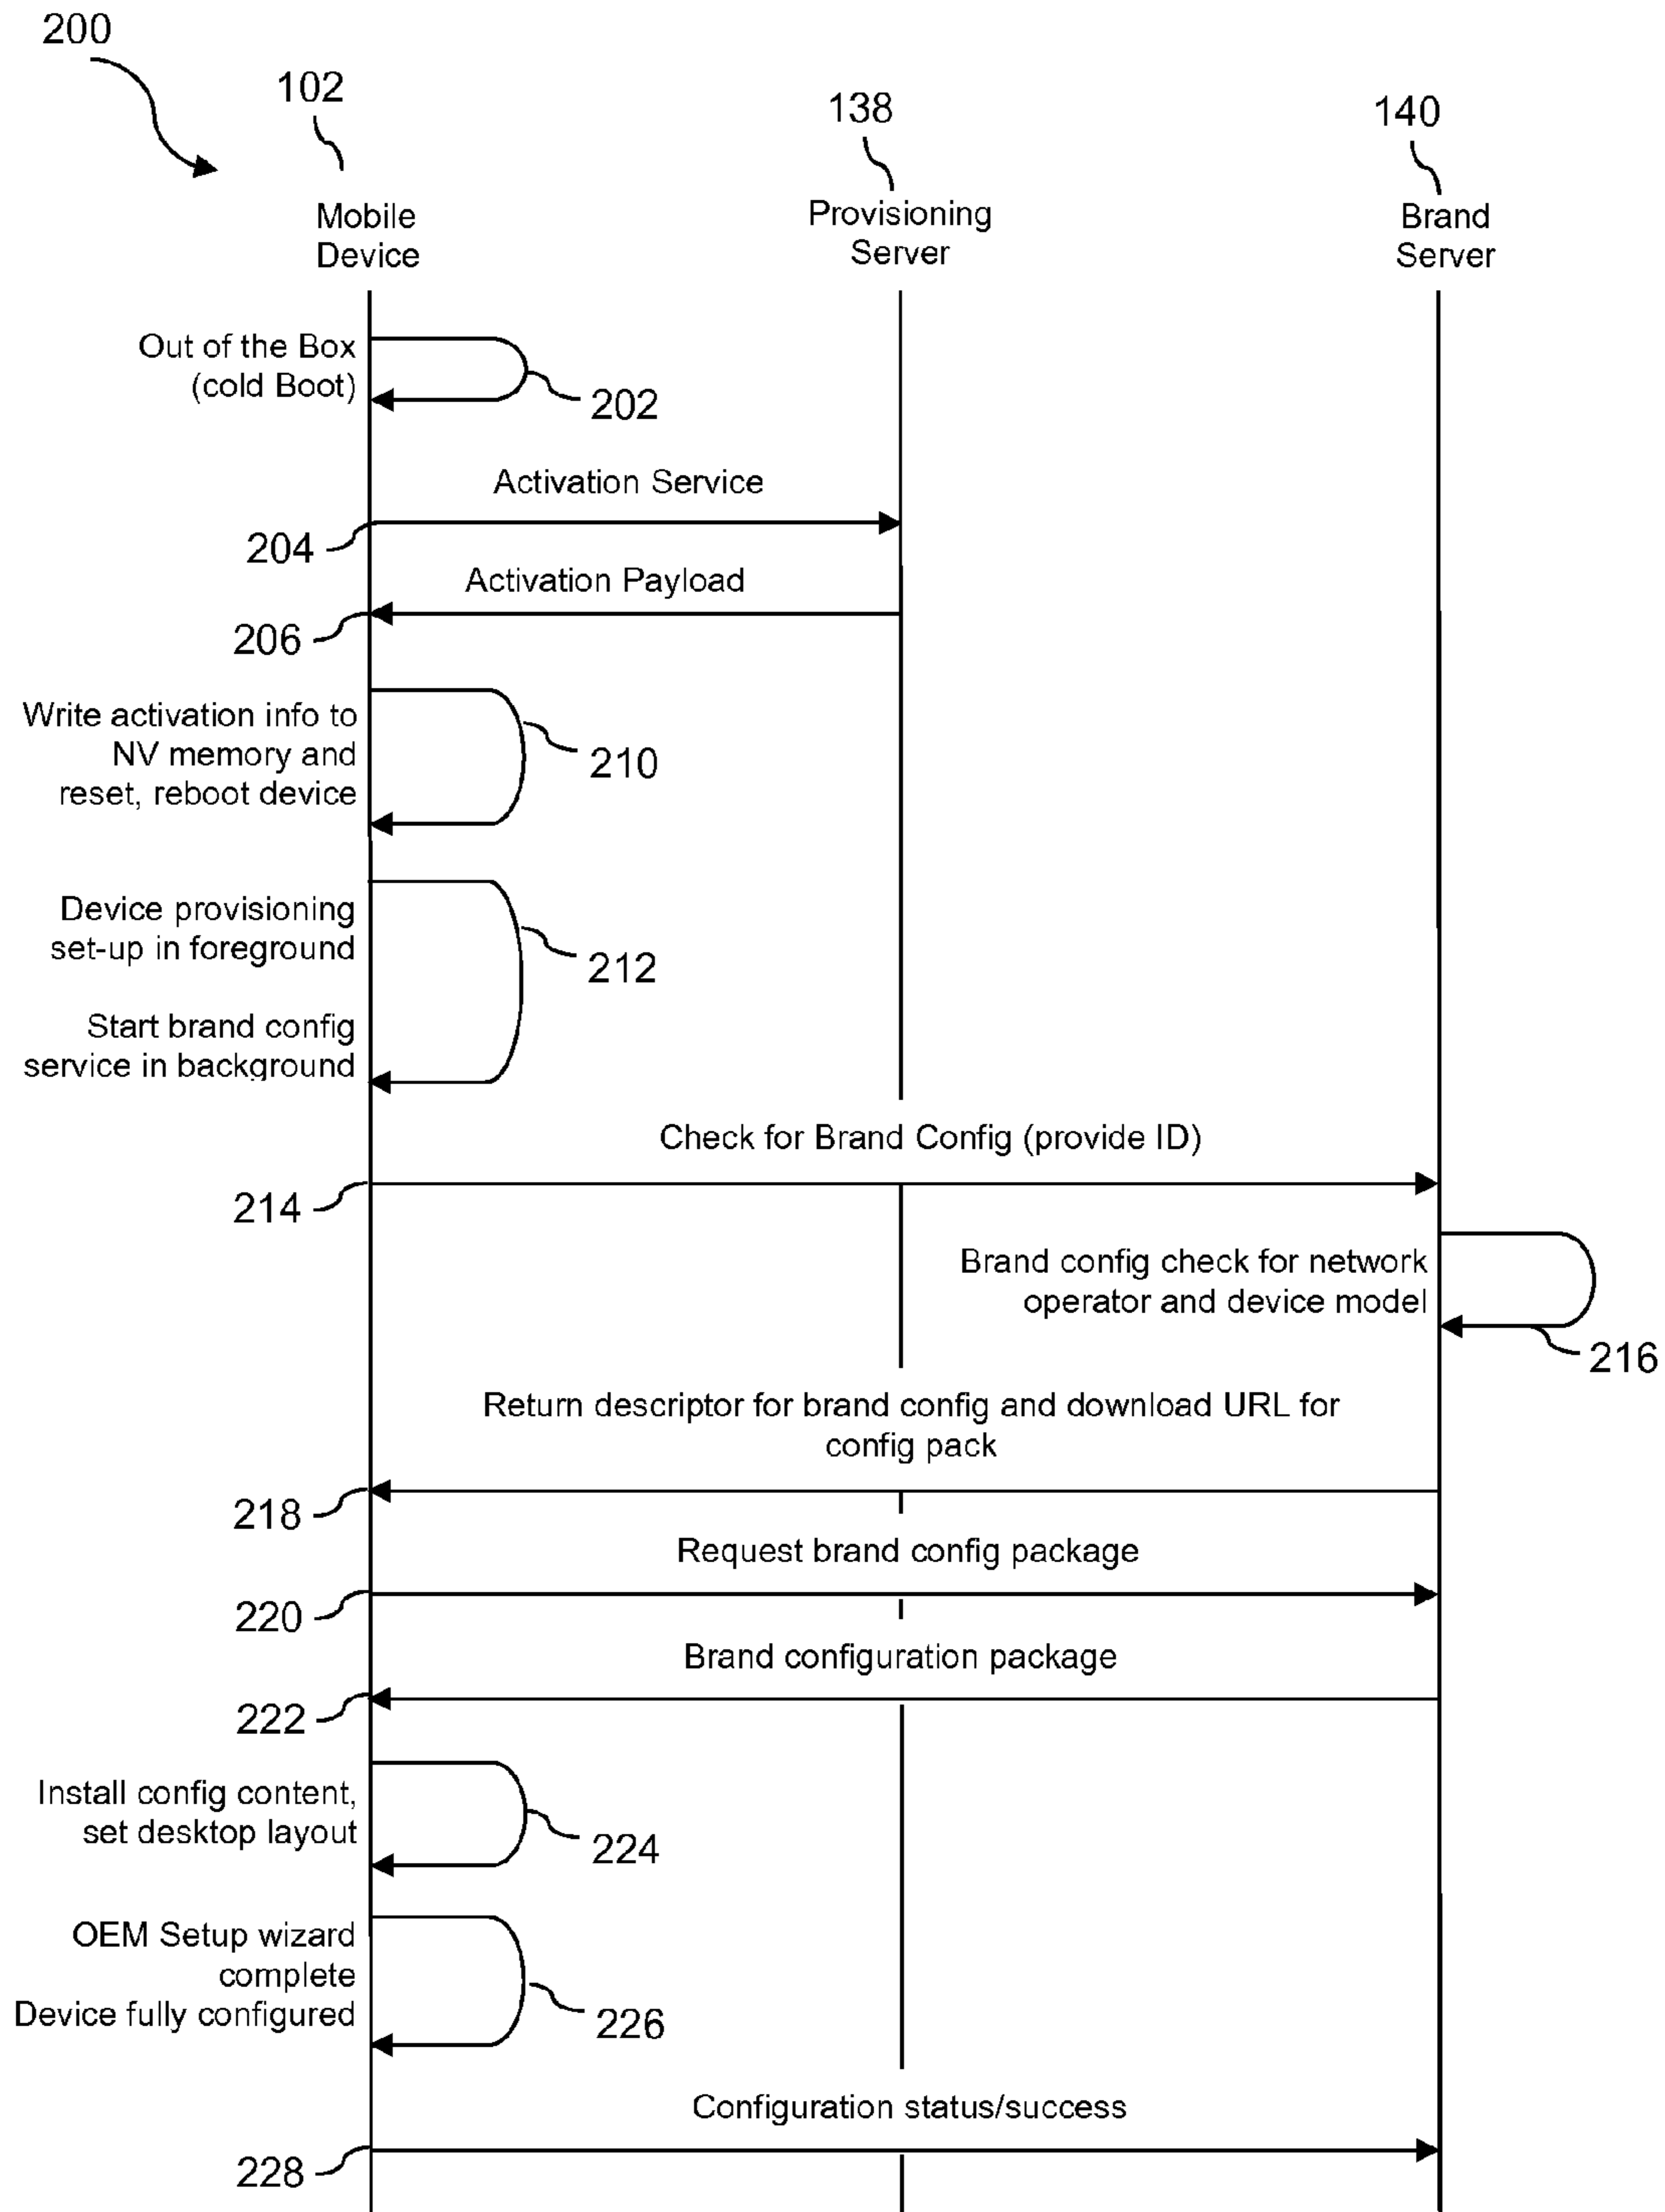 200
102
138
140
Mobile
Device
Provisioning
Server
Brand
Server
Out of the Box
(cold Boot)
202
Activation Service
204
Activation Payload
206
Write activation info to
NV memory and
reset, reboot device
210
Device provisioning
set-up in foreground
212
Start brand config
service in background
Check for Brand Config (provide ID)
214
Brand config check for network
operator and device model
216
Return descriptor for brand config and download URL for
config pack
218
Request brand config package
220
Brand configuration package
222
Install config content,
set desktop layout
224
OEM Setup wizard
complete
Device fully configured
226
Configuration status/success
228